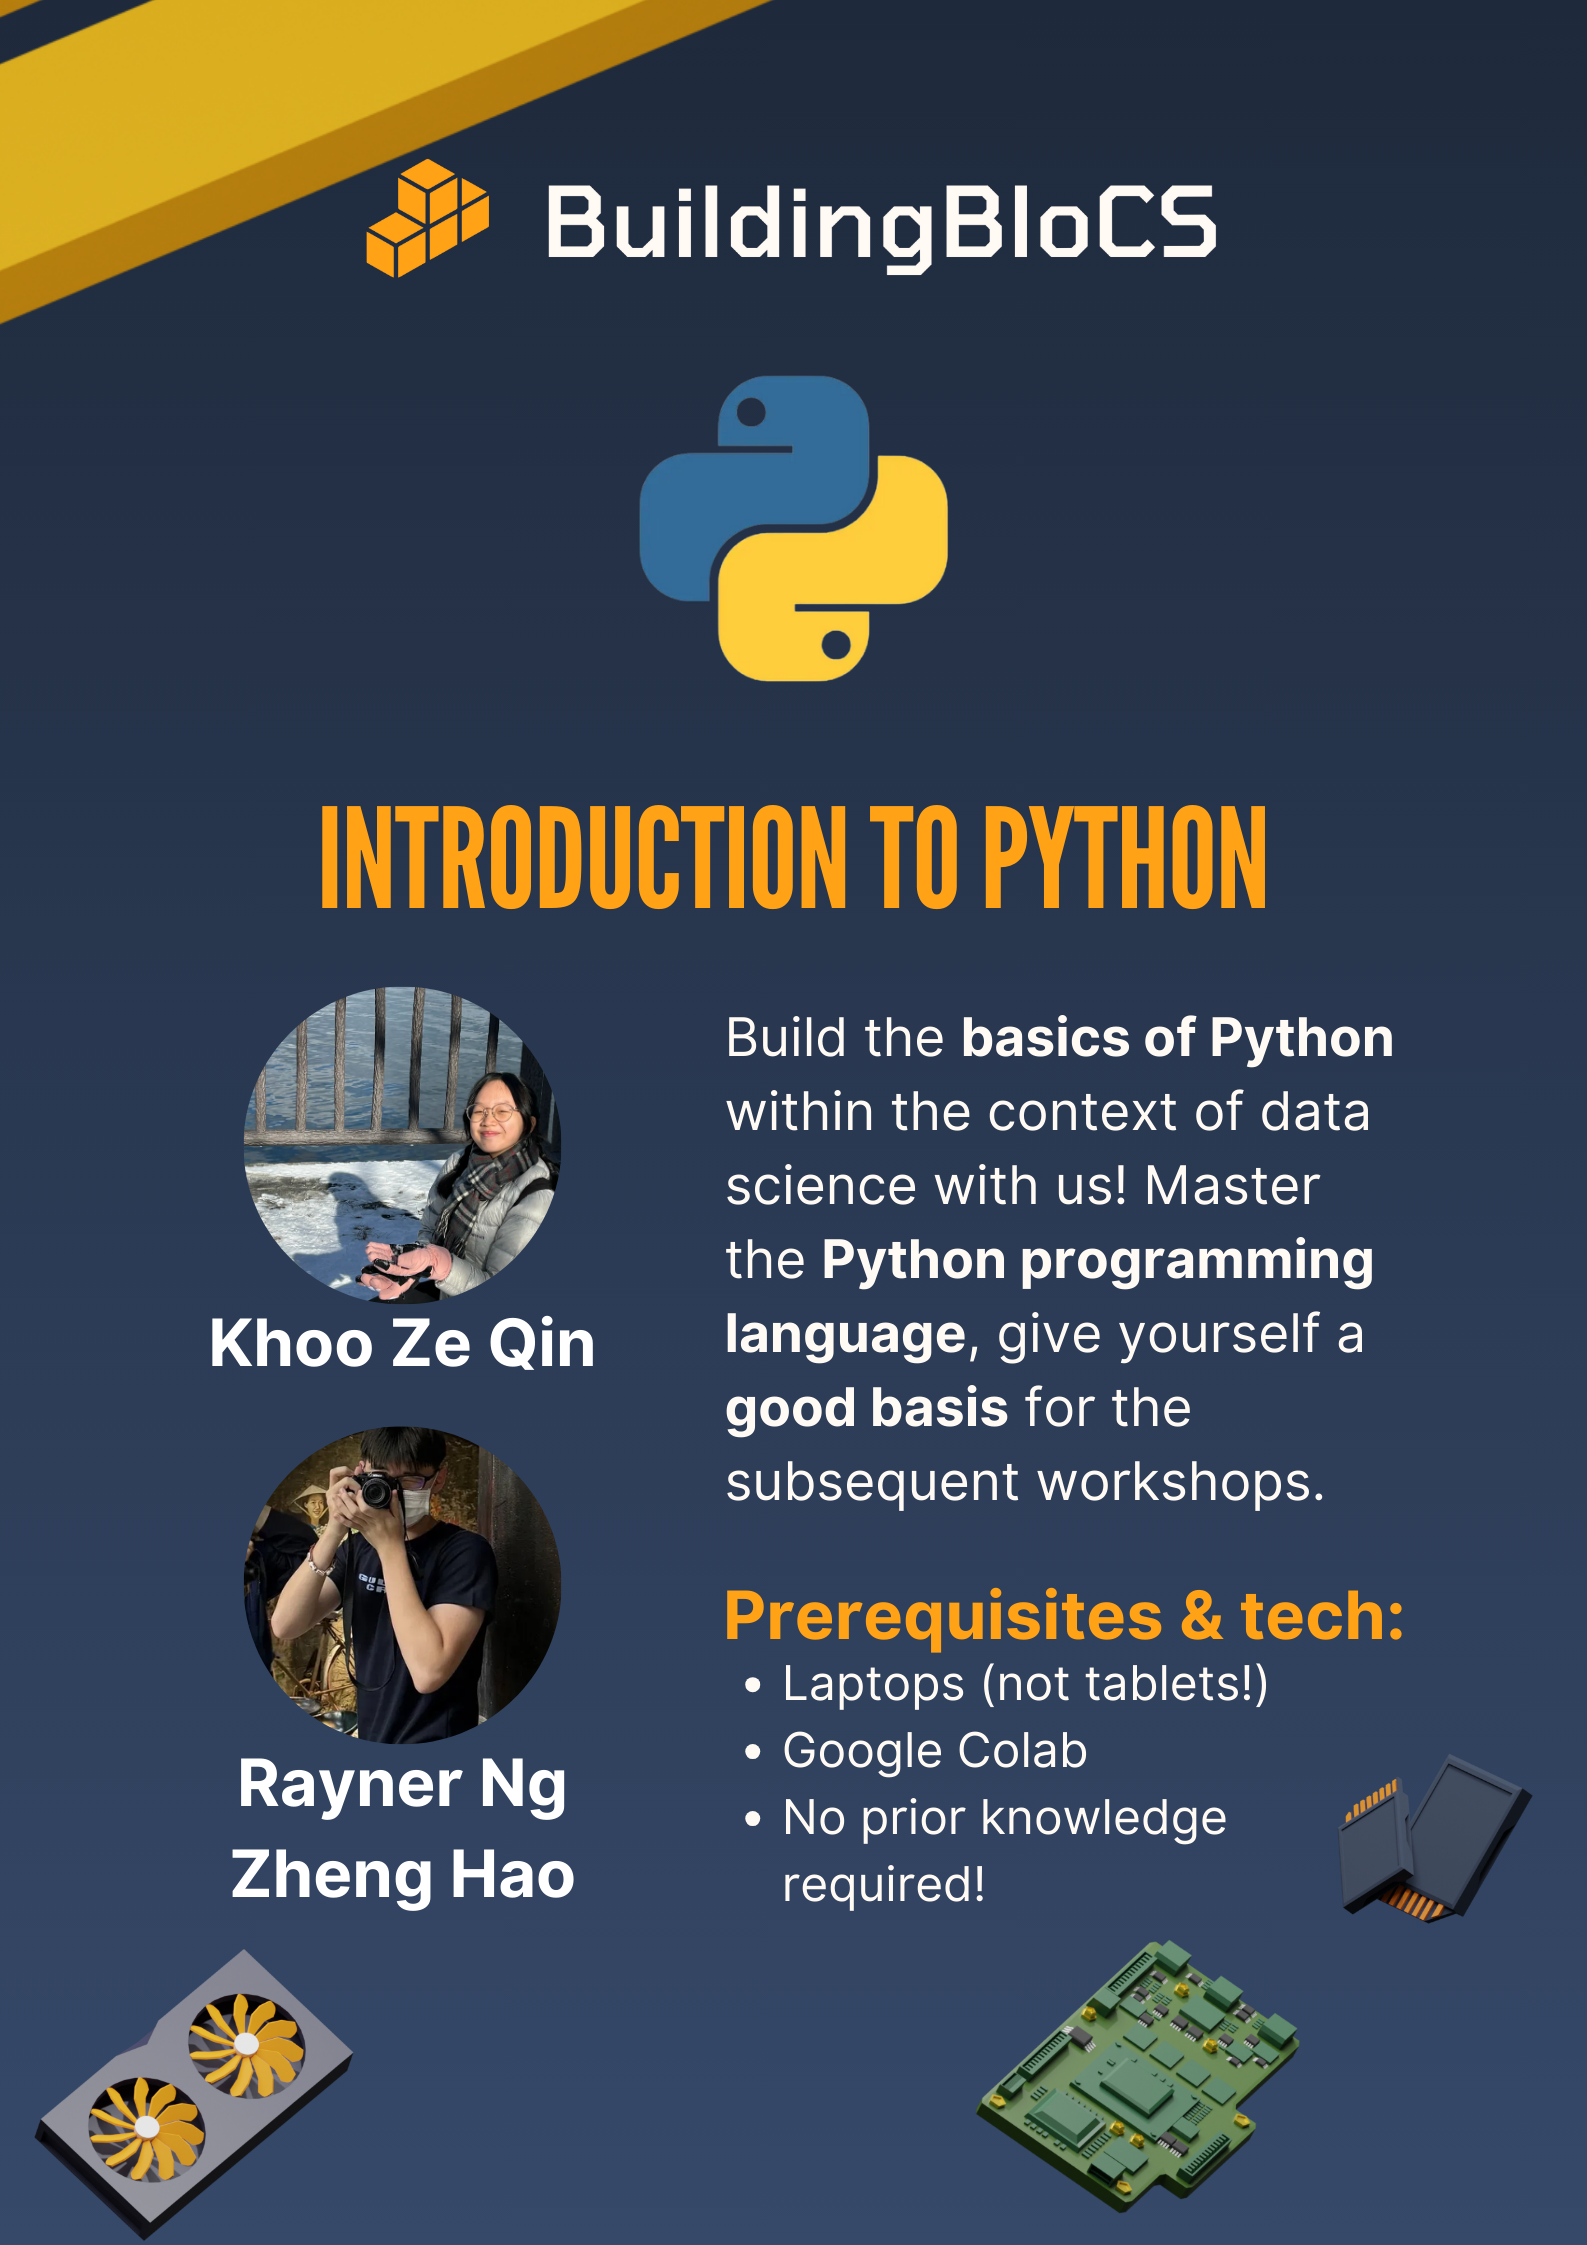 BuildingBloCS
INTRODUCTION TO PYTHON
Khoo Ze Qin
Rayner Ng
Zheng Hao
Build the basics of Python
within the context of data
science with us! Master
the Python programming
language, give yourself a
good basis for the
subsequent workshops.
Prerequisites & tech:
• Laptops (not tablets!)
• Google Colab
• No prior knowledge
required!